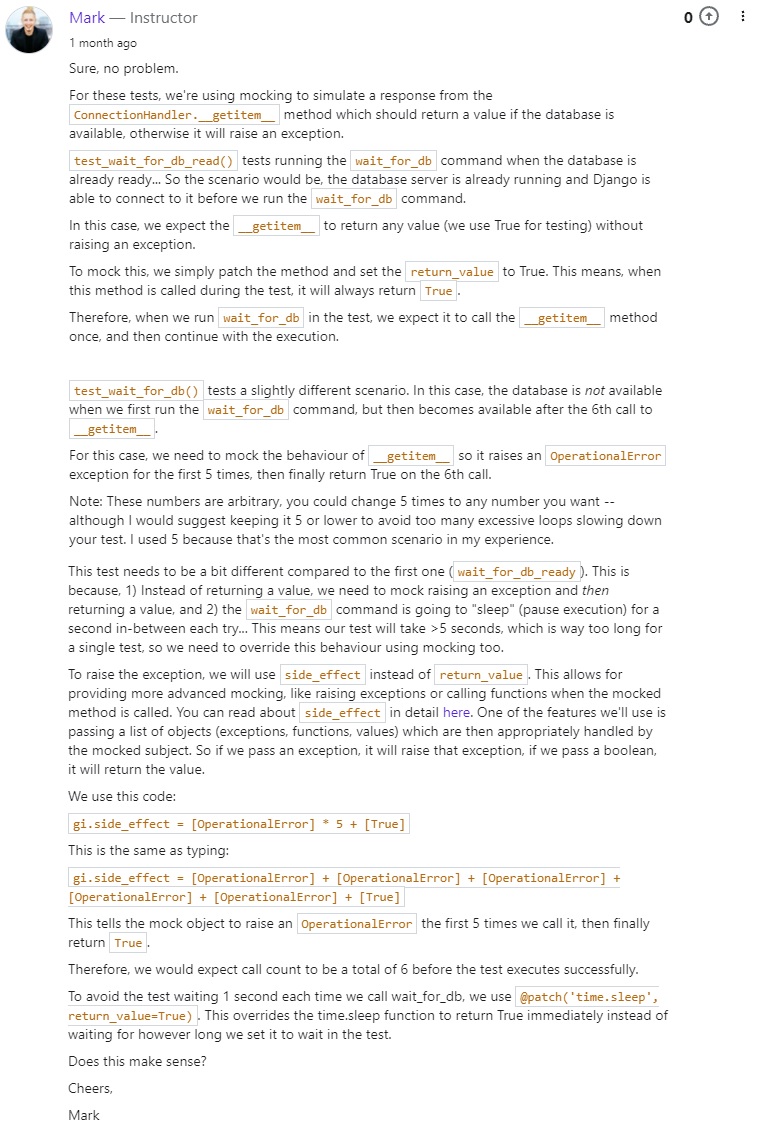 Mark — Instructor
0
1 month ago
Sure, no problem.
For these tests, we're using mocking to simulate a response from the
ConnectionHandler.__getitem__ method which should return a value if the database is
available, otherwise it will raise an exception.
test_wait_for_db_read() tests running the wait_for_db command when the database is
already ready... So the scenario would be, the database server is already running and Django is
able to connect to it before we run the wait_for_db command.
In this case, we expect the __getitem__ to return any value (we use True for testing) without
raising an exception.
To mock this, we simply patch the method and set the return_value to True. This means, when
this method is called during the test, it will always return True.
Therefore, when we run wait_for_db in the test, we expect it to call the __getitem__ method
once, and then continue with the execution.
test_wait_for_db() tests a slightly different scenario. In this case, the database is not available
when we first run the wait_for_db command, but then becomes available after the 6th call to
__getitem__.
For this case, we need to mock the behaviour of __getitem__ so it raises an OperationalError
exception for the first 5 times, then finally return True on the 6th call.
Note: These numbers are arbitrary, you could change 5 times to any number you want --
although I would suggest keeping it 5 or lower to avoid too many excessive loops slowing down
your test. I used 5 because that's the most common scenario in my experience.
This test needs to be a bit different compared to the first one (wait_for_db_ready). This is
because, 1) Instead of returning a value, we need to mock raising an exception and then
returning a value, and 2) the wait_for_db command is going to "sleep" (pause execution) for a
second in-between each try... This means our test will take >5 seconds, which is way too long for
a single test, so we need to override this behaviour using mocking too.
To raise the exception, we will use side_effect instead of return_value. This allows for
providing more advanced mocking, like raising exceptions or calling functions when the mocked
method is called. You can read about side_effect in detail here. One of the features we'll use is
passing a list of objects (exceptions, functions, values) which are then appropriately handled by
the mocked subject. So if we pass an exception, it will raise that exception, if we pass a boolean,
it will return the value.
We use this code:
gi.side_effect = [OperationalError] * 5 + [True]
This is the same as typing:
gi.side_effect = [OperationalError] + [OperationalError] + [OperationalError] +
[OperationalError] + [OperationalError] + [True]
This tells the mock object to raise an OperationalError the first 5 times we call it, then finally
return True.
Therefore, we would expect call count to be a total of 6 before the test executes successfully.
To avoid the test waiting 1 second each time we call wait_for_db, we use @patch('time.sleep',
return_value=True). This overrides the time.sleep function to return True immediately instead of
waiting for however long we set it to wait in the test.
Does this make sense?
Cheers,
Mark